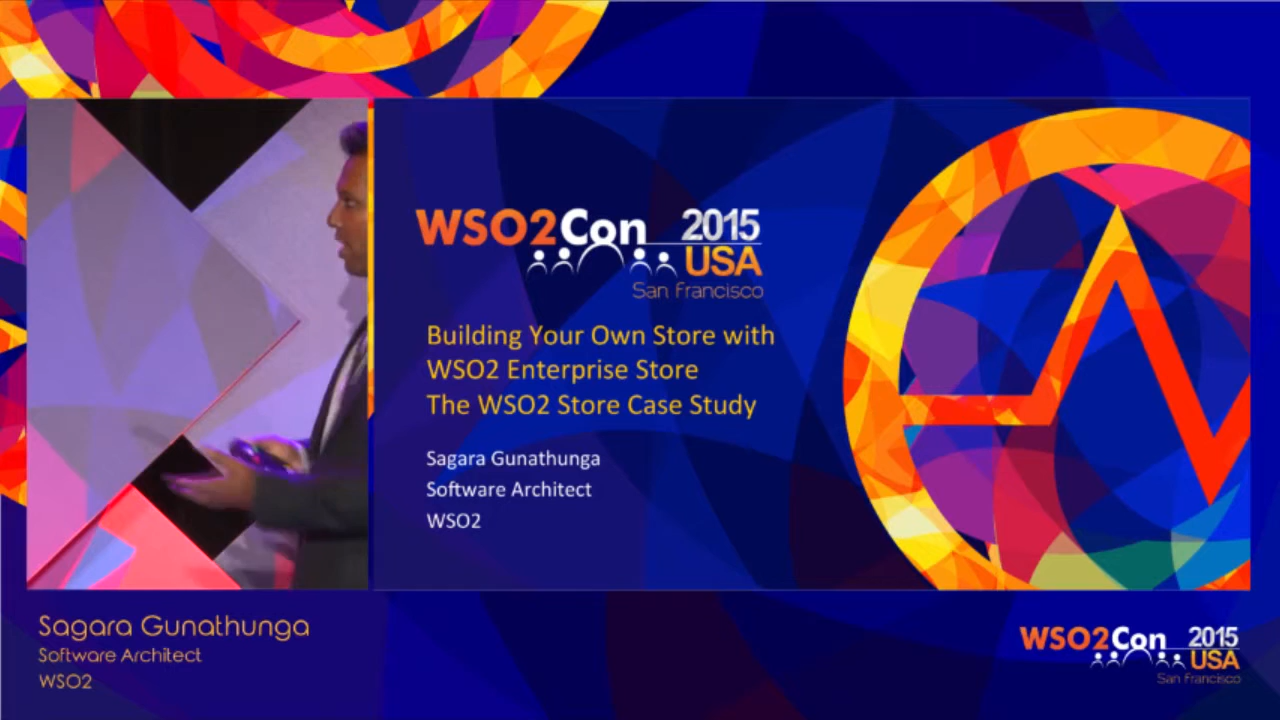 WSO2Con 2015
USA
San Francisco
Building Your Own Store with
WSO2 Enterprise Store
The WSO2 Store Case Study
Sagara Gunathunga
Software Architect
WSO2
Sagara Gunathunga
Software Architect
WSO2
WSO2Con 2015
USA
San Francisco